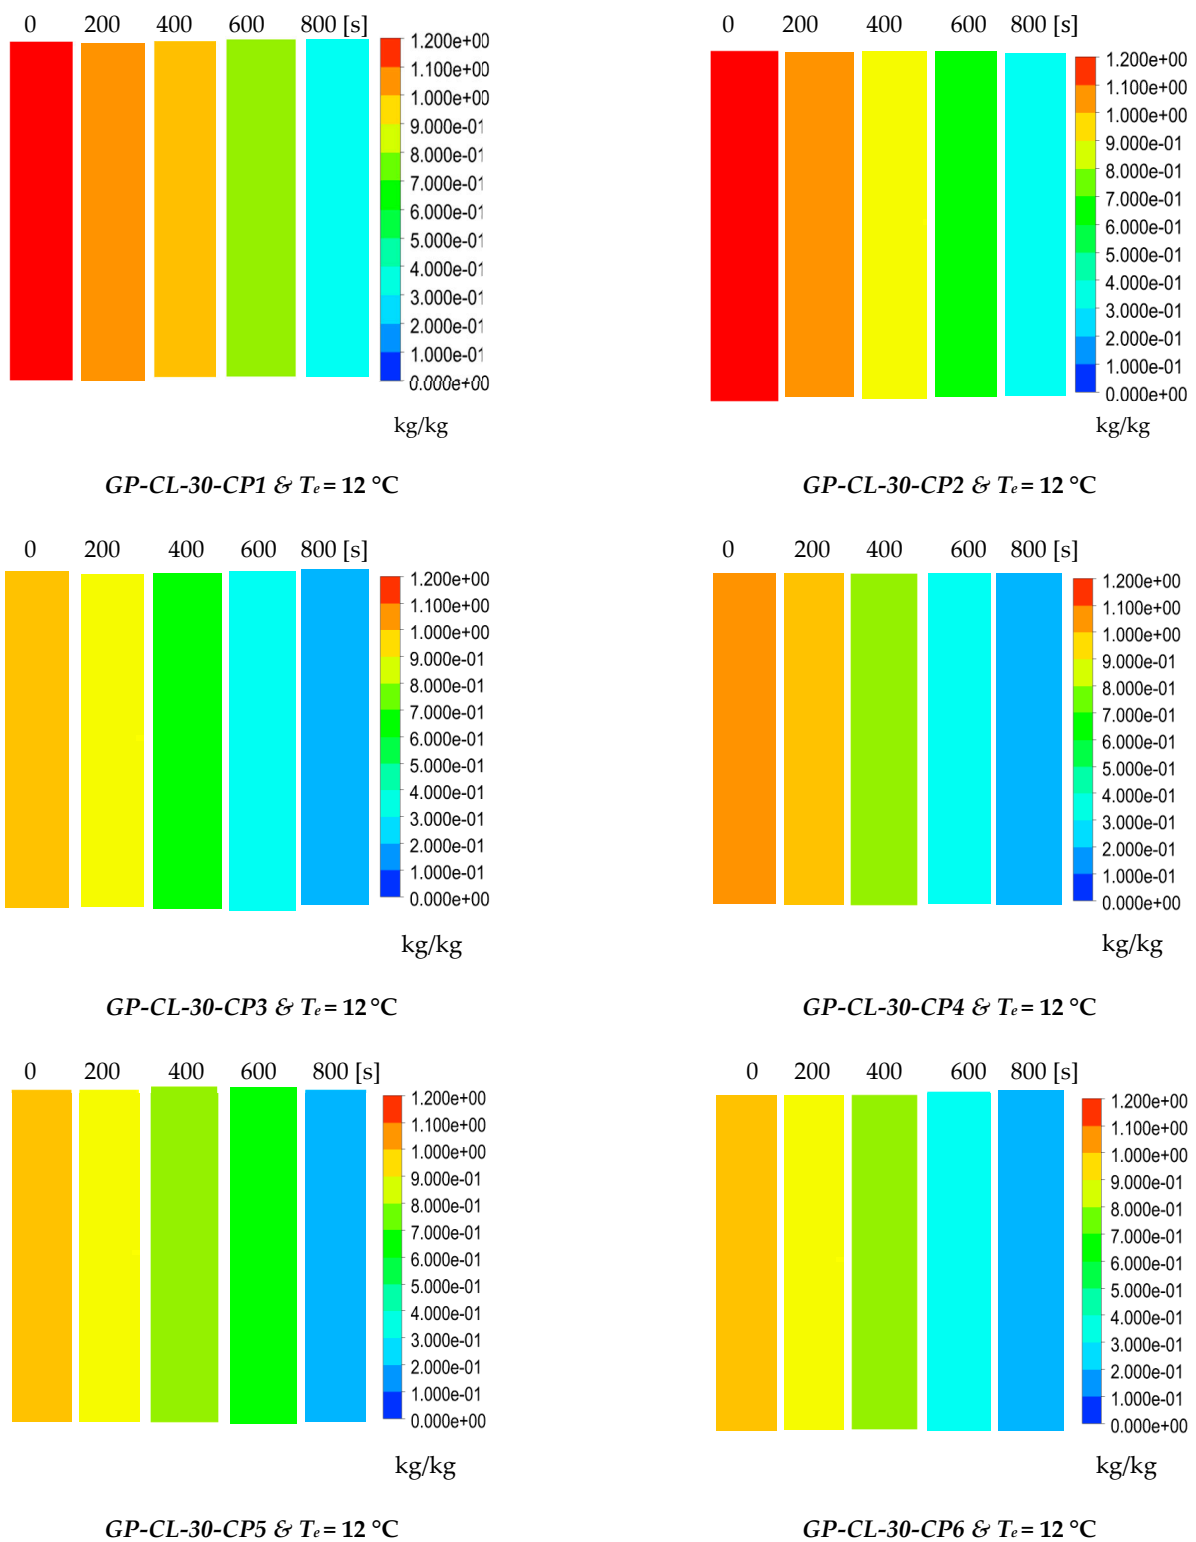 0 200 400 600 800 [s]
1.200e+00
1.100e+00
1.000e+00
9.000e-01
8.000e-01
7.000e-01
6.000e-01
5.000e-01
4.000e-01
3.000e-01
2.000e-01
1.000e-01
0.000e+00
kg/kg
GP-CL-30-CP1 & Te = 12 °C
0 200 400 600 800 [s]
1.200e+00
1.100e+00
1.000e+00
9.000e-01
8.000e-01
7.000e-01
6.000e-01
5.000e-01
4.000e-01
3.000e-01
2.000e-01
1.000e-01
0.000e+00
kg/kg
GP-CL-30-CP2 & Te = 12 °C
0 200 400 600 800 [s]
1.200e+00
1.100e+00
1.000e+00
9.000e-01
8.000e-01
7.000e-01
6.000e-01
5.000e-01
4.000e-01
3.000e-01
2.000e-01
1.000e-01
0.000e+00
kg/kg
GP-CL-30-CP3 & Te = 12 °C
0 200 400 600 800 [s]
1.200e+00
1.100e+00
1.000e+00
9.000e-01
8.000e-01
7.000e-01
6.000e-01
5.000e-01
4.000e-01
3.000e-01
2.000e-01
1.000e-01
0.000e+00
kg/kg
GP-CL-30-CP4 & Te = 12 °C
0 200 400 600 800 [s]
1.200e+00
1.100e+00
1.000e+00
9.000e-01
8.000e-01
7.000e-01
6.000e-01
5.000e-01
4.000e-01
3.000e-01
2.000e-01
1.000e-01
0.000e+00
kg/kg
GP-CL-30-CP5 & Te = 12 °C
0 200 400 600 800 [s]
1.200e+00
1.100e+00
1.000e+00
9.000e-01
8.000e-01
7.000e-01
6.000e-01
5.000e-01
4.000e-01
3.000e-01
2.000e-01
1.000e-01
0.000e+00
kg/kg
GP-CL-30-CP6 & Te = 12 °C